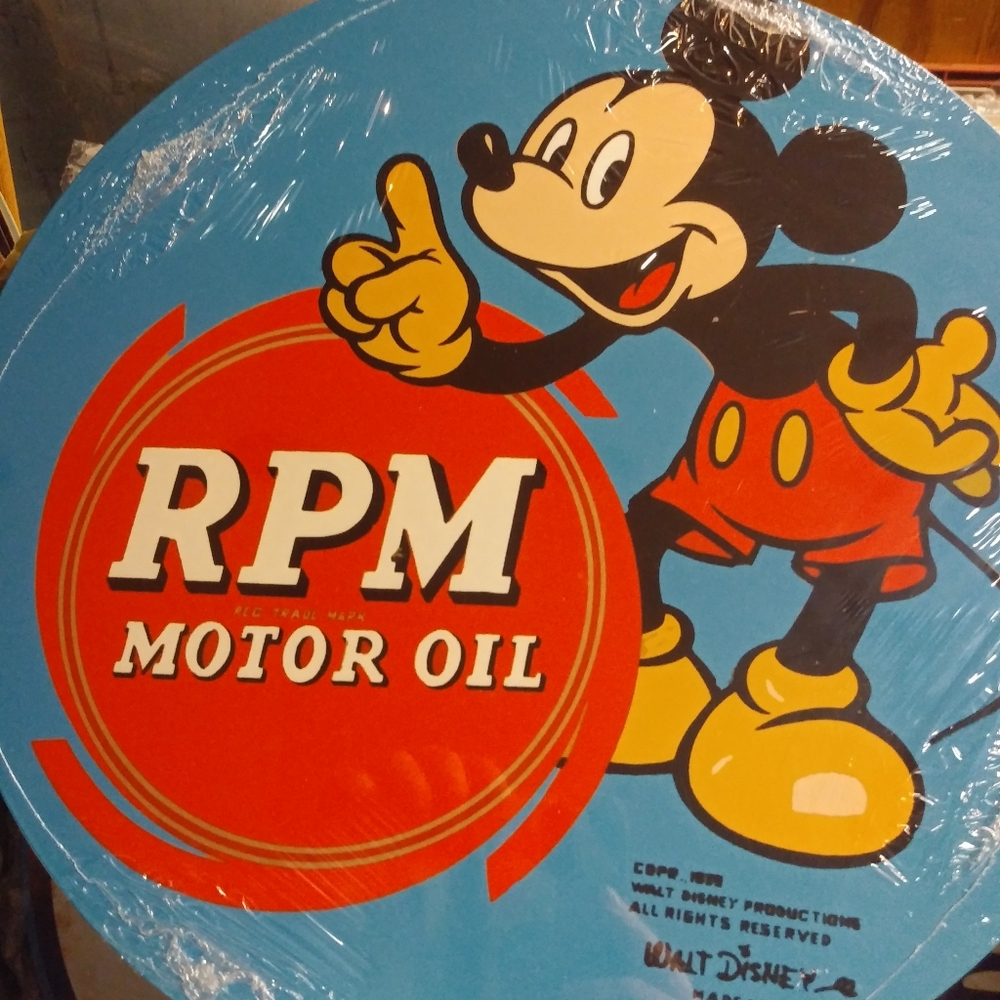 RPM
REG. TRADE MARK
MOTOR OIL
COPR. 1939
WALT DISNEY PRODUCTIONS
ALL RIGHTS RESERVED
WALT DISNEY